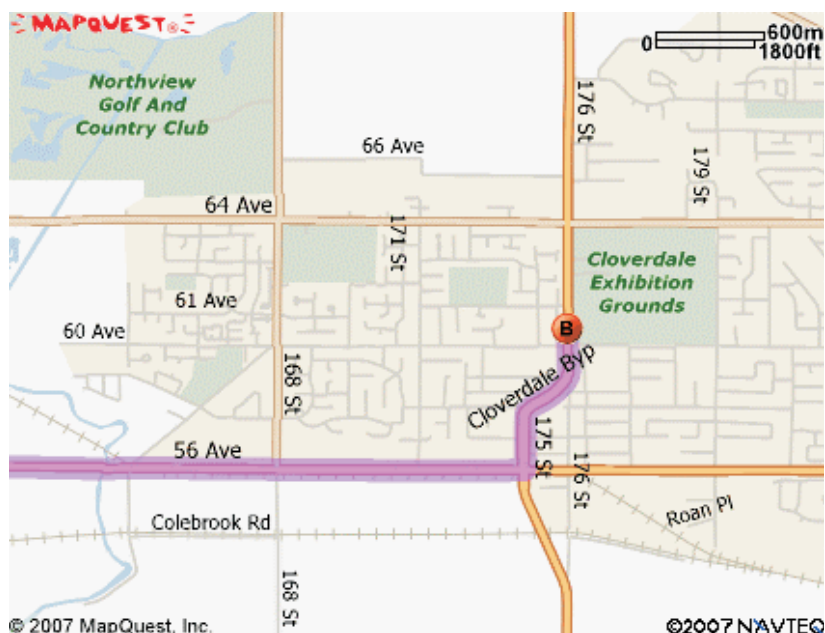 MAPQUEST
0
600m
1800ft
Northview
Golf And
Country Club
176 St
66 Ave
179 St
64 Ave
171 St
Cloverdale
Exhibition
Grounds
61 Ave
60 Ave
B
Cloverdale Byp
168 St
175 St
56 Ave
176 St
Roan Pl
Colebrook Rd
168 St
© 2007 MapQuest, Inc.
©2007 NAVTEQ